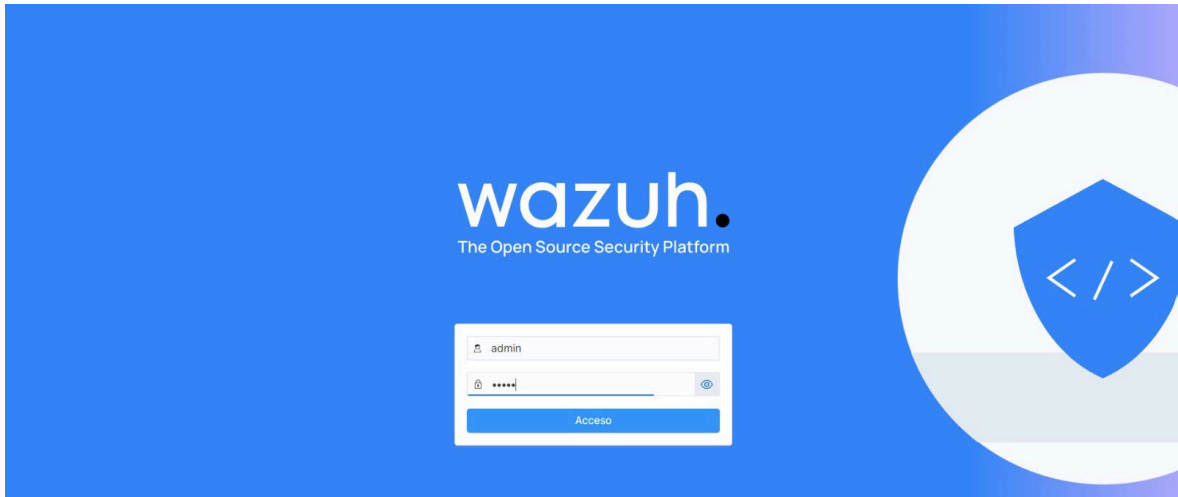 wazuh.
The Open Source Security Platform
admin
•••••
Acceso